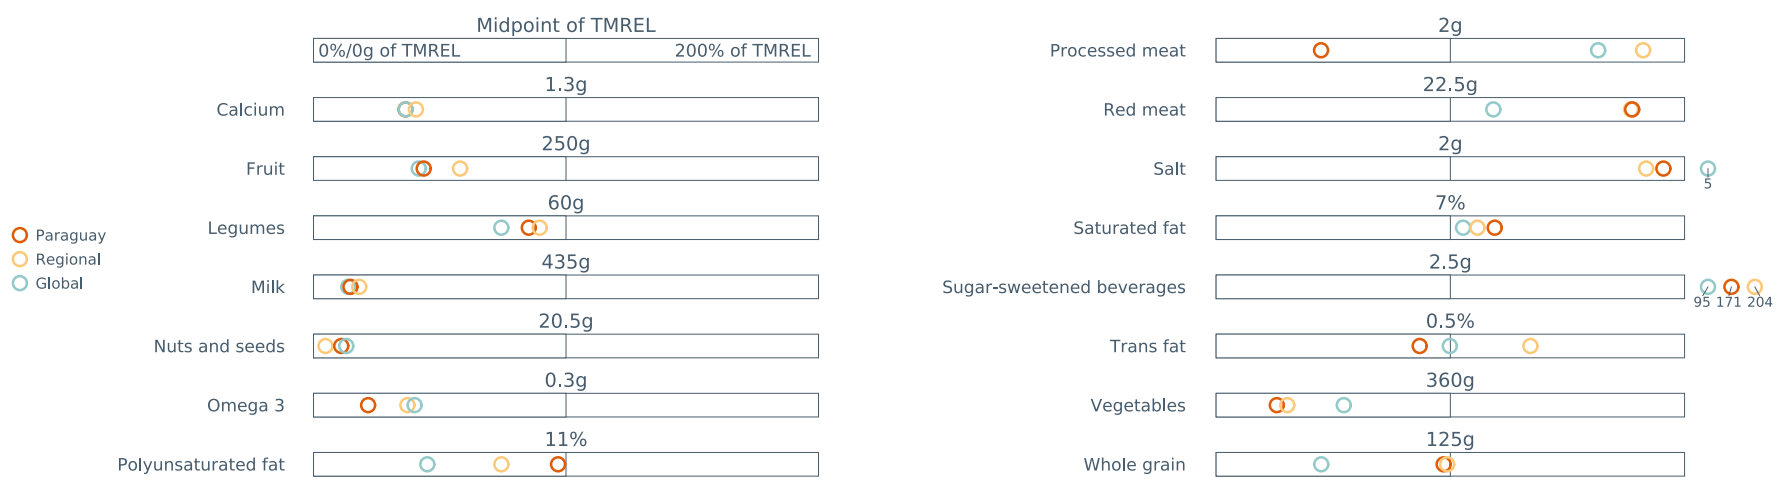 Midpoint of TMREL
0%/0g of TMREL
200% of TMREL
1.3g
Calcium
250g
Fruit
60g
Legumes
435g
Milk
20.5g
Nuts and seeds
0.3g
Omega 3
11%
Polyunsaturated fat
Paraguay
Regional
Global
2g
Processed meat
22.5g
Red meat
2g
Salt
5
7%
Saturated fat
2.5g
Sugar-sweetened beverages
95 171 204
0.5%
Trans fat
360g
Vegetables
125g
Whole grain